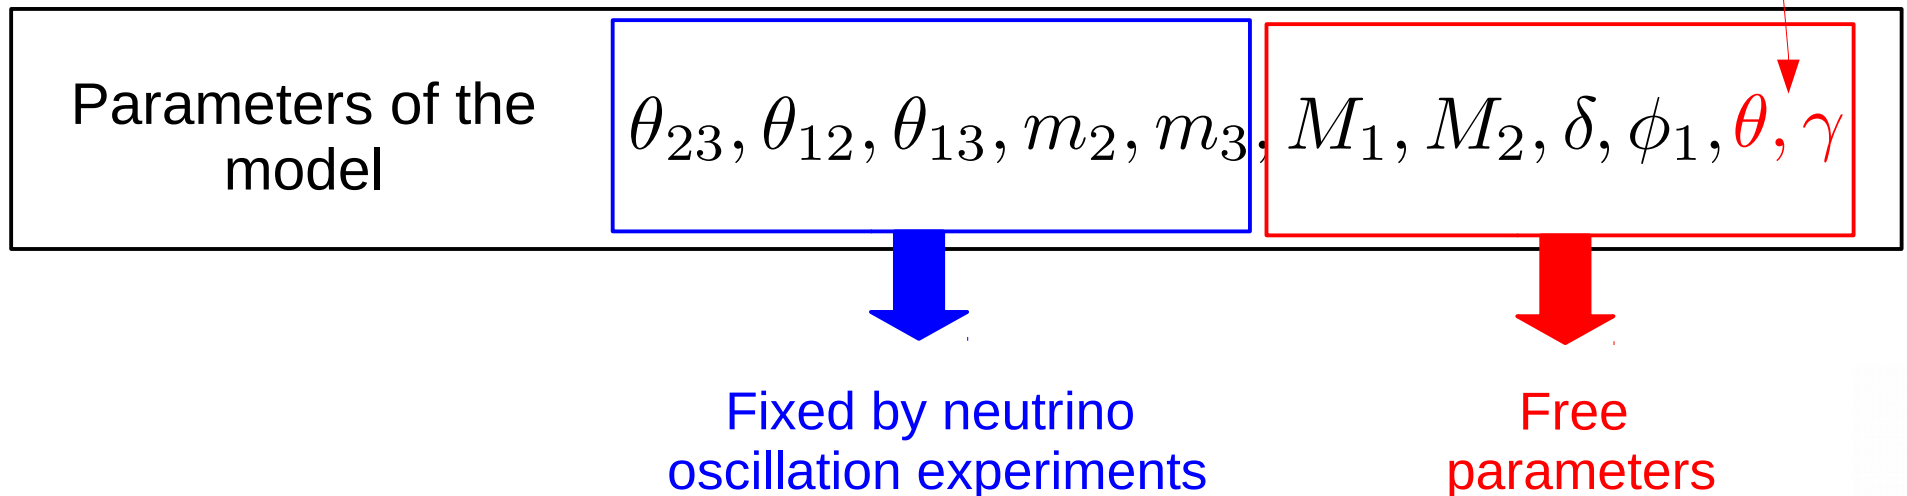 Parameters of the
model
θ₂₃, θ₁₂, θ₁₃, m₂, m₃, M₁, M₂, δ, ϕ₁, θ, γ
Fixed by neutrino
oscillation experiments
Free
parameters